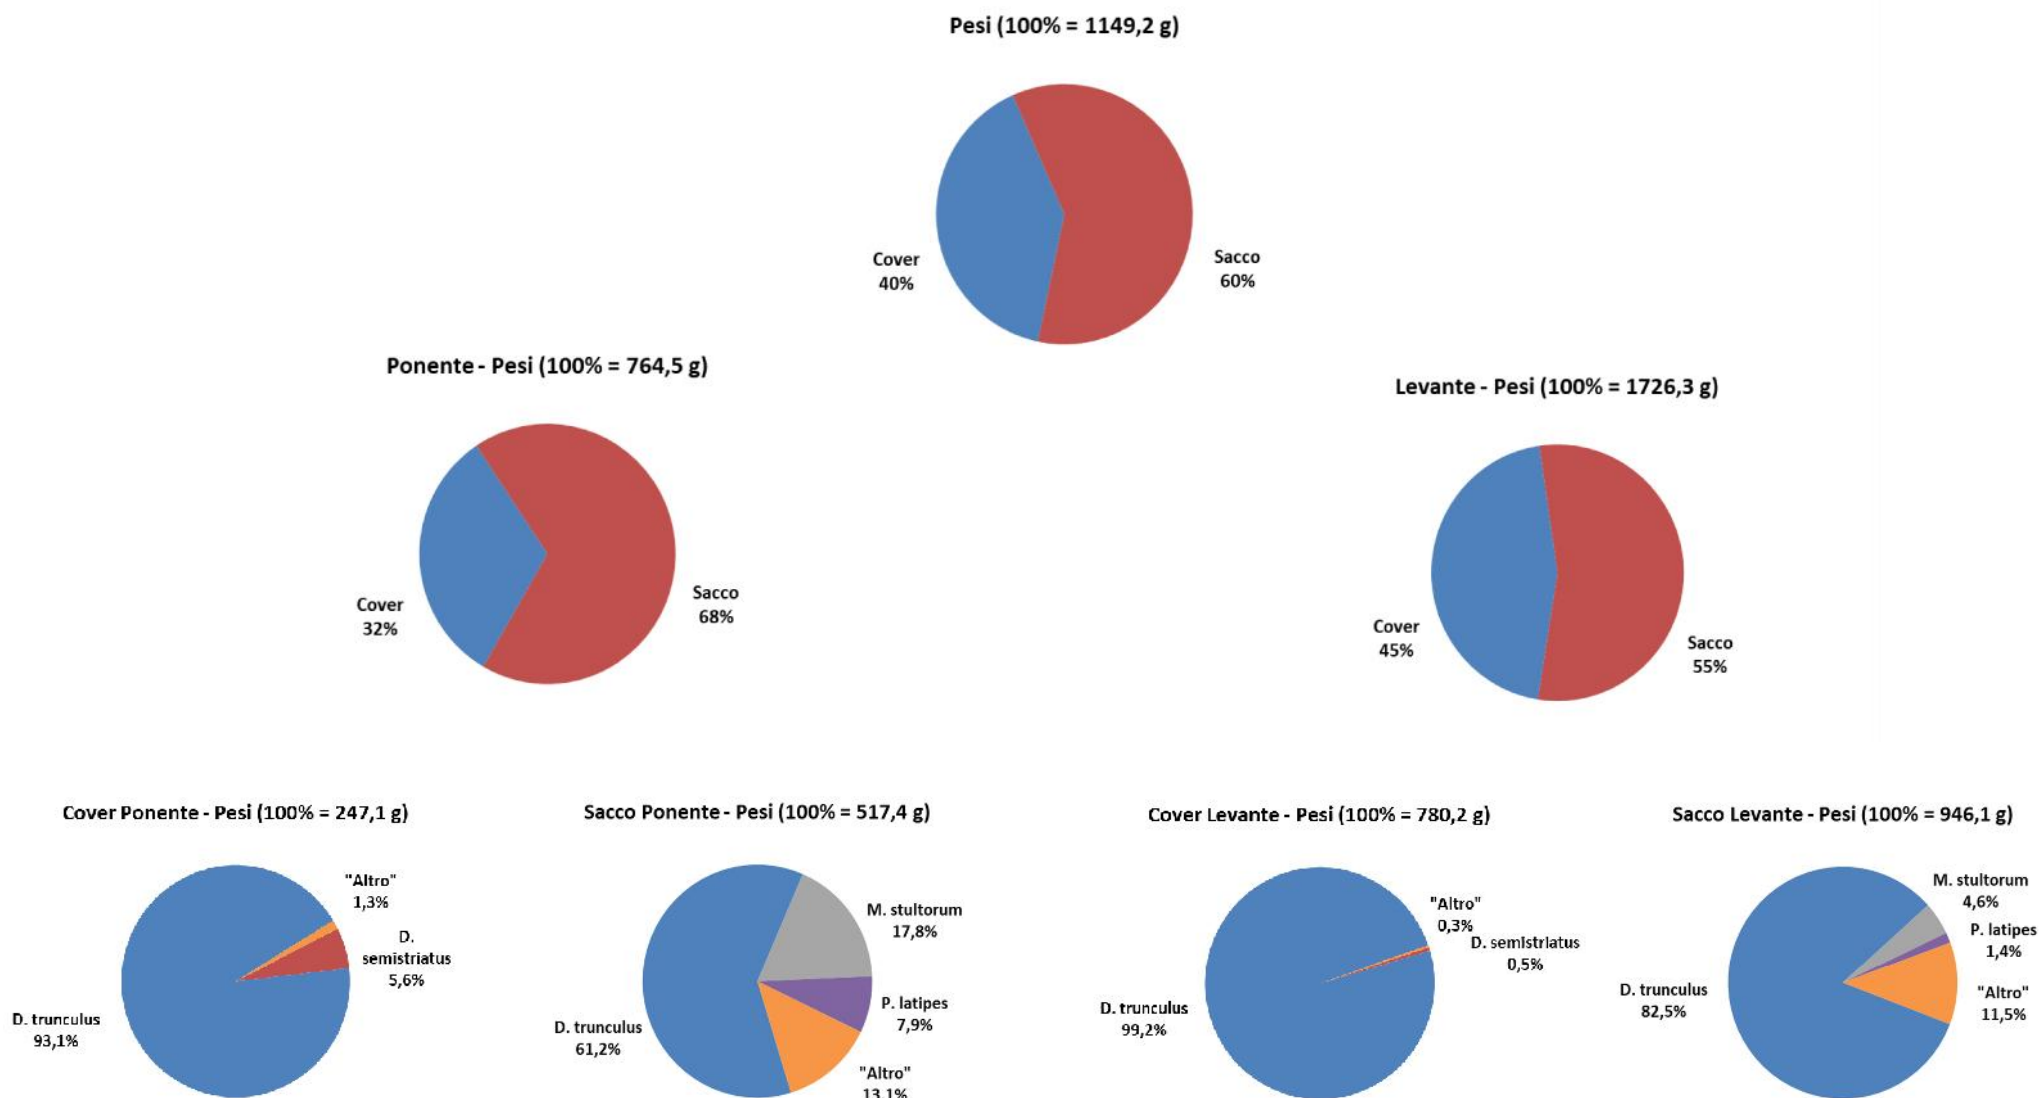 Pesi (100% = 1149,2 g)
Cover
40%
Sacco
60%
Ponente - Pesi (100% = 764,5 g)
Cover
32%
Sacco
68%
Levante - Pesi (100% = 1726,3 g)
Cover
45%
Sacco
55%
Cover Ponente - Pesi (100% = 247,1 g)
"Altro"
1,3%
D.
semistriatus
5,6%
D. trunculus
93,1%
Sacco Ponente - Pesi (100% = 517,4 g)
M. stultorum
17,8%
P. latipes
7,9%
D. trunculus
61,2%
"Altro"
13,1%
Cover Levante - Pesi (100% = 780,2 g)
"Altro"
0,3%
D. semistriatus
0,5%
D. trunculus
99,2%
Sacco Levante - Pesi (100% = 946,1 g)
M. stultorum
4,6%
P. latipes
1,4%
D. trunculus
82,5%
"Altro"
11,5%